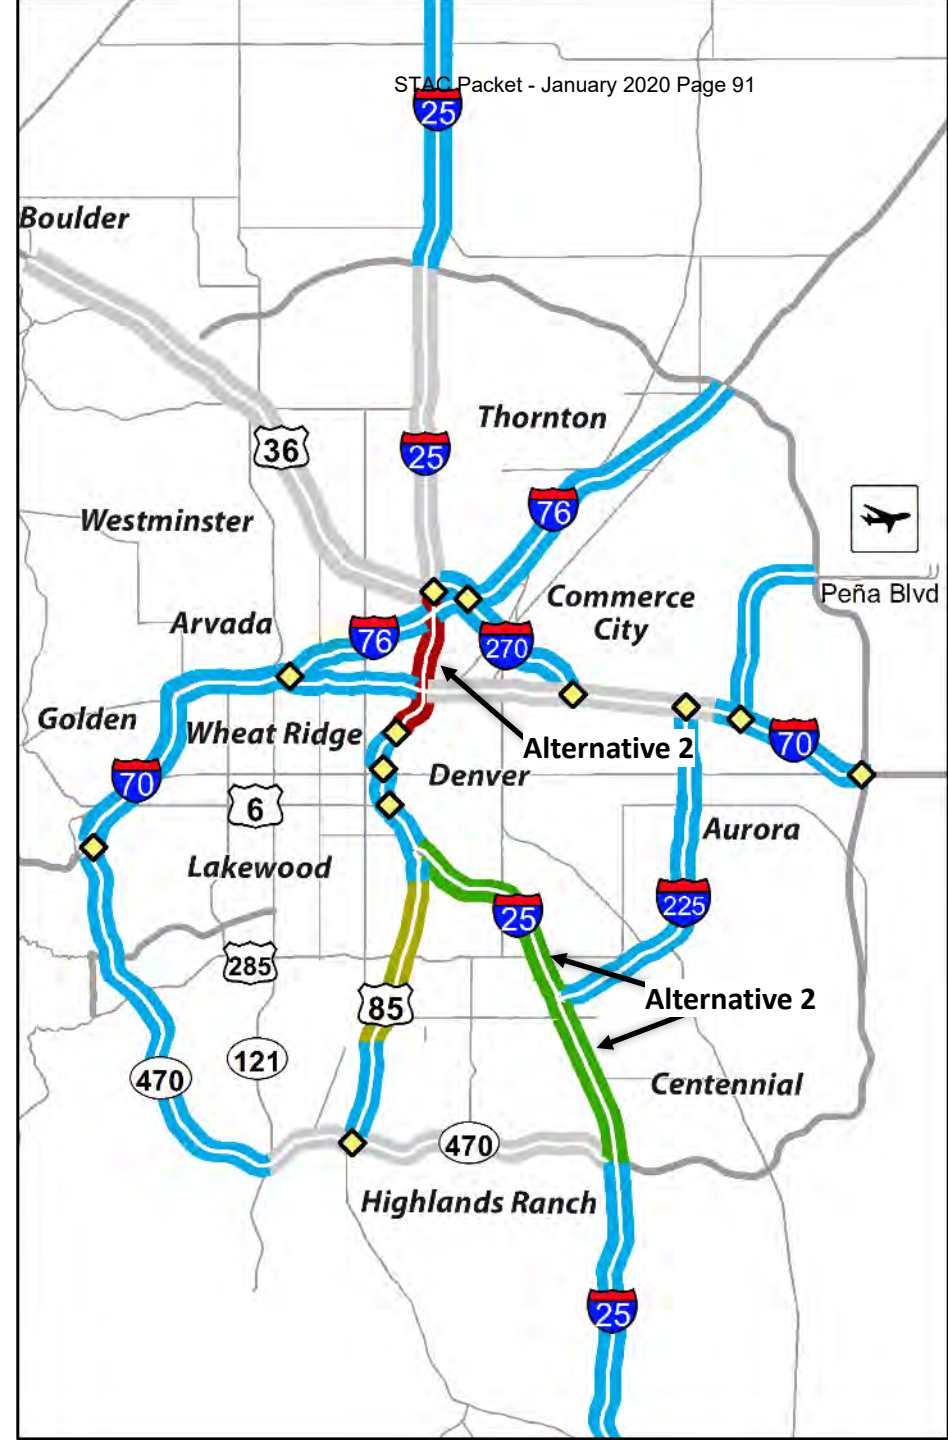 STAC Packet - January 2020 Page 91
25
Boulder
Thornton
36
25
76
Westminster
Peña Blvd
Commerce
City
Arvada
76
270
Golden
Wheat Ridge
Alternative 2
70
70
Denver
6
Aurora
Lakewood
25
225
285
85
Alternative 2
121
470
Centennial
470
Highlands Ranch
25